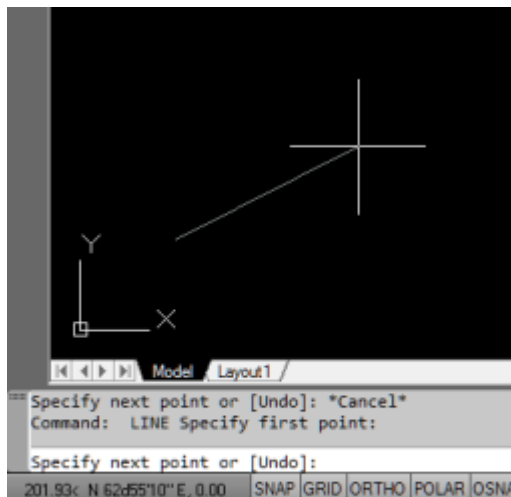 Y
X
Model Layout1
Specify next point or [Undo]: *Cancel*
Command: LINE Specify first point:
Specify next point or [Undo]:
201.93< N 62d55'10" E, 0.00 SNAP GRID ORTHO POLAR OSNA